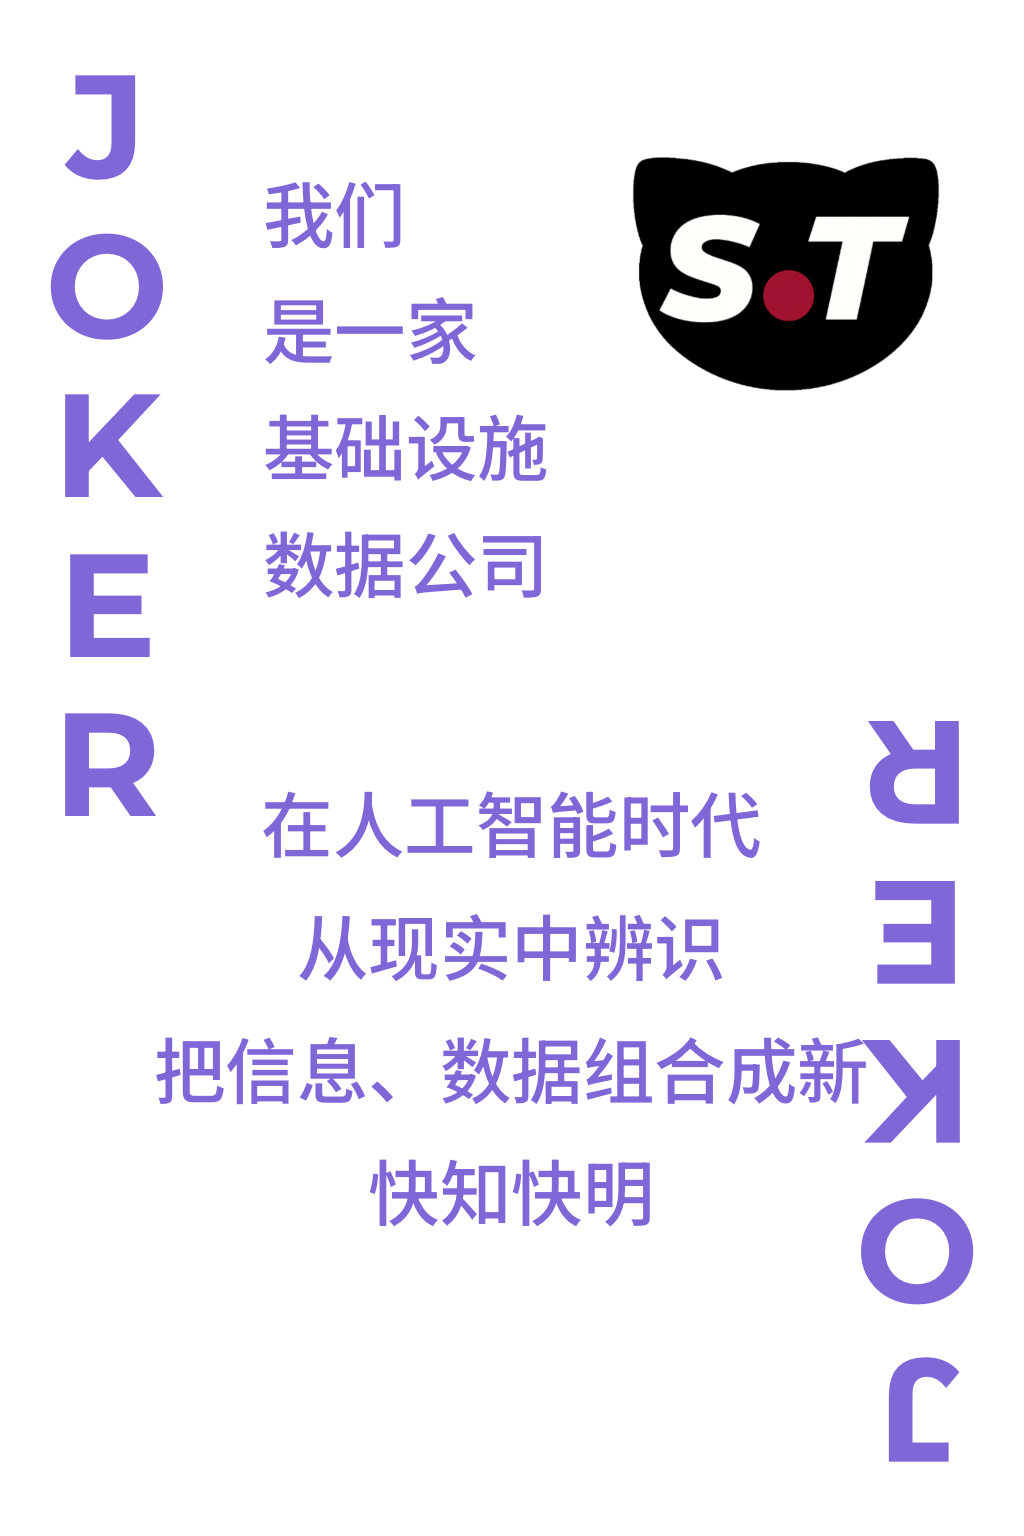 JOKER
我们
是一家
基础设施
数据公司
S.T
在人工智能时代
从现实中辨识
把信息、数据组合成新
快知快明
JOKER